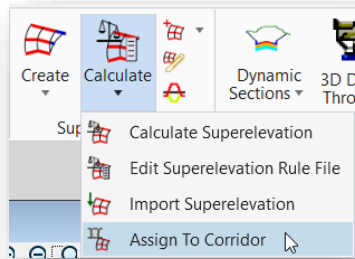 Create
Calculate
Dynamic
Sections
3D D
Thro
Sup
Calculate Superelevation
Edit Superelevation Rule File
Import Superelevation
Assign To Corridor